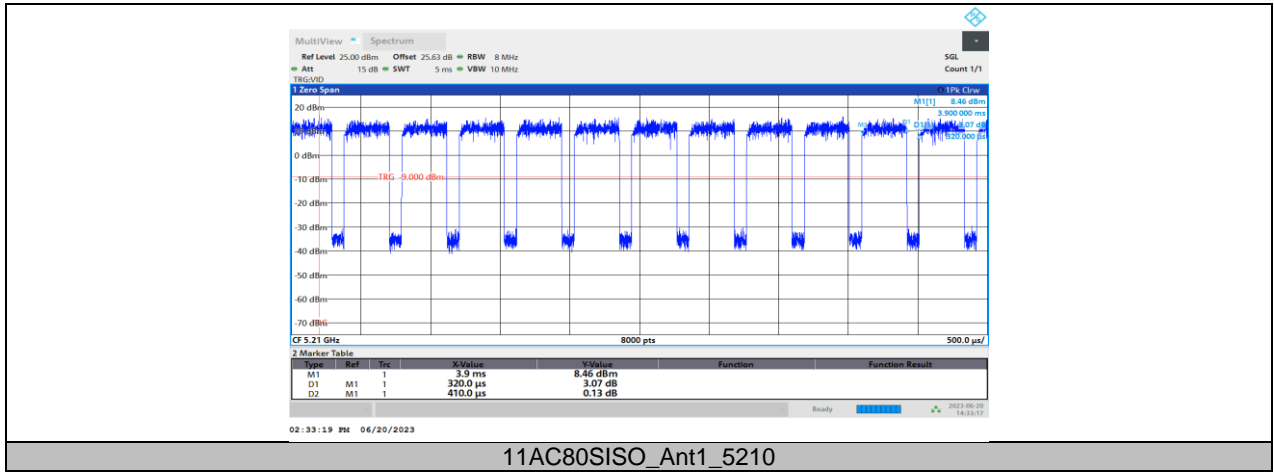 MultiView Spectrum
Ref Level 25.00 dBm Offset 25.63 dB RBW 8 MHz SGL
Att 15 dB SWT 5 ms VBW 10 MHz Count 1/1
TRG:VID
1 Zero Span 1Pk Clrw
M1[1] 8.46 dBm
3.900 000 ms
20 dBm
320.000 µs
0 dBm
-10 dBm
TRG -9.000 dBm
-20 dBm
-30 dBm
-40 dBm
-50 dBm
-60 dBm
-70 dBm
CF 5.21 GHz 8000 pts 500.0 µs/
2 Marker Table
Type Ref Trc X-Value Y-Value Function Function Result
M1 1 3.9 ms 8.46 dBm
D1 M1 1 320.0 µs 3.07 dB
D2 M1 1 410.0 µs 0.13 dB
Ready 2023-06-20
14:33:17
02:33:19 PM 06/20/2023
11AC80SISO_Ant1_5210